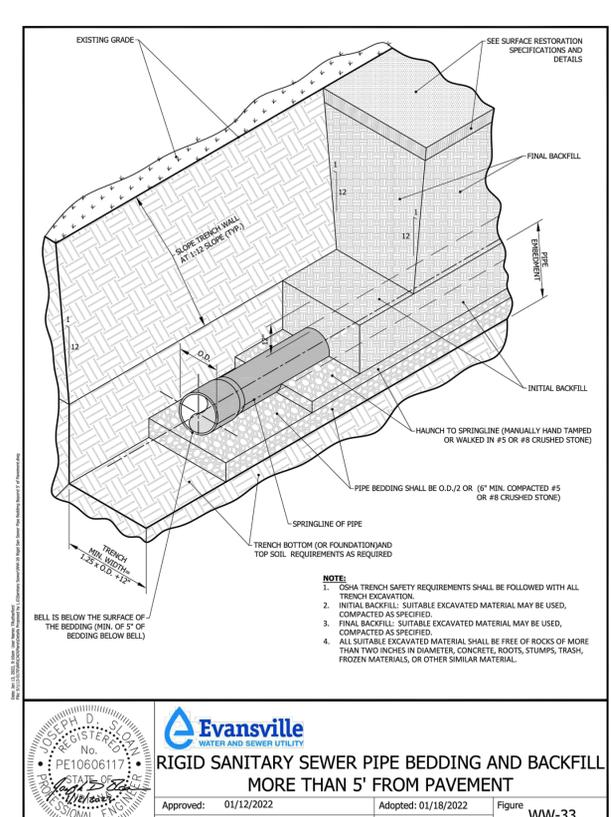 EXISTING GRADE
SEE SURFACE RESTORATION
SPECIFICATIONS AND
DETAILS
FINAL BACKFILL
1
12
1
12
SLOPE TRENCH WALL
AT 1:12 SLOPE (TYP.)
PIPE
EMBEDMENT
1
12
O.D.
INITIAL BACKFILL
HAUNCH TO SPRINGLINE (MANUALLY HAND TAMPED
OR WALKED IN #5 OR #8 CRUSHED STONE)
PIPE BEDDING SHALL BE O.D./2 OR (6" MIN. COMPACTED #5
OR #8 CRUSHED STONE)
SPRINGLINE OF PIPE
TRENCH BOTTOM (OR FOUNDATION)AND
TOP SOIL REQUIREMENTS AS REQUIRED
TRENCH
MIN. WIDTH=
1.25 x O.D. +12"
BELL IS BELOW THE SURFACE OF
THE BEDDING (MIN. OF 5" OF
BEDDING BELOW BELL)
NOTE:
1. OSHA TRENCH SAFETY REQUIREMENTS SHALL BE FOLLOWED WITH ALL
TRENCH EXCAVATION.
2. INITIAL BACKFILL: SUITABLE EXCAVATED MATERIAL MAY BE USED,
COMPACTED AS SPECIFIED.
3. FINAL BACKFILL: SUITABLE EXCAVATED MATERIAL MAY BE USED,
COMPACTED AS SPECIFIED.
4. ALL SUITABLE EXCAVATED MATERIAL SHALL BE FREE OF ROCKS OF MORE
THAN TWO INCHES IN DIAMETER, CONCRETE, ROOTS, STUMPS, TRASH,
FROZEN MATERIALS, OR OTHER SIMILAR MATERIAL.
JOSEPH D. SLOAN
REGISTERED
No.
PE10606117
STATE OF
PROFESSIONAL ENGINEER
Evansville
WATER AND SEWER UTILITY
RIGID SANITARY SEWER PIPE BEDDING AND BACKFILL
MORE THAN 5' FROM PAVEMENT
Approved: 01/12/2022
Adopted: 01/18/2022
Figure
WW-33